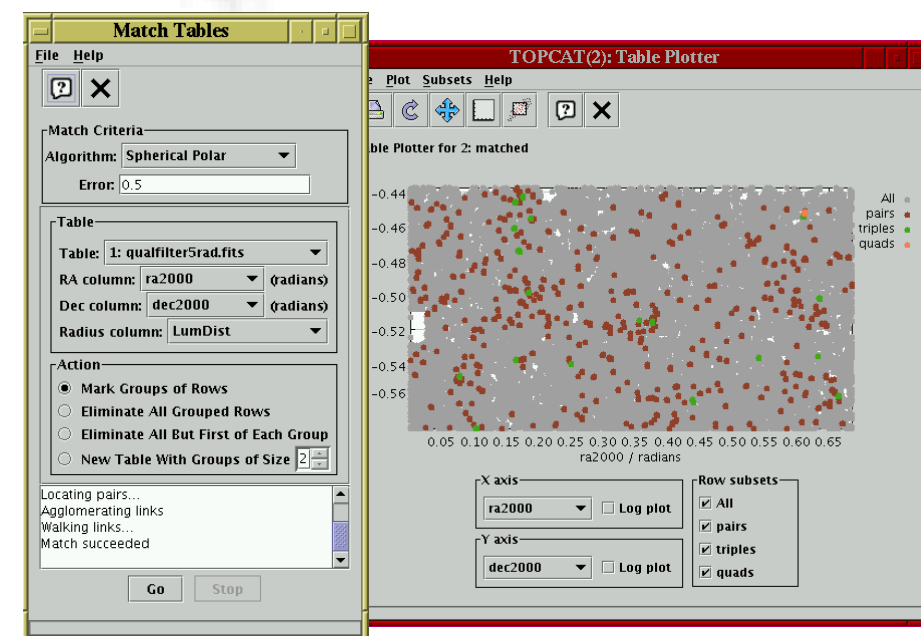 Match Tables
File Help
Match Criteria
Algorithm: Spherical Polar
Error: 0.5
Table
Table: 1: qualfilter5rad.fits
RA column: ra2000 (radians)
Dec column: dec2000 (radians)
Radius column: LumDist
Action
Mark Groups of Rows
Eliminate All Grouped Rows
Eliminate All But First of Each Group
New Table With Groups of Size 2
Locating pairs...
Agglomerating links
Walking links...
Match succeeded
Go Stop
TOPCAT(2): Table Plotter
Plot Subsets Help
Plotter for 2: matched
-0.44
-0.46
-0.48
-0.50
-0.52
-0.54
-0.56
All
pairs
triples
quads
0.05 0.10 0.15 0.20 0.25 0.30 0.35 0.40 0.45 0.50 0.55 0.60 0.65
ra2000 / radians
X axis
ra2000 Log plot
Y axis
dec2000 Log plot
Row subsets
All
pairs
triples
quads